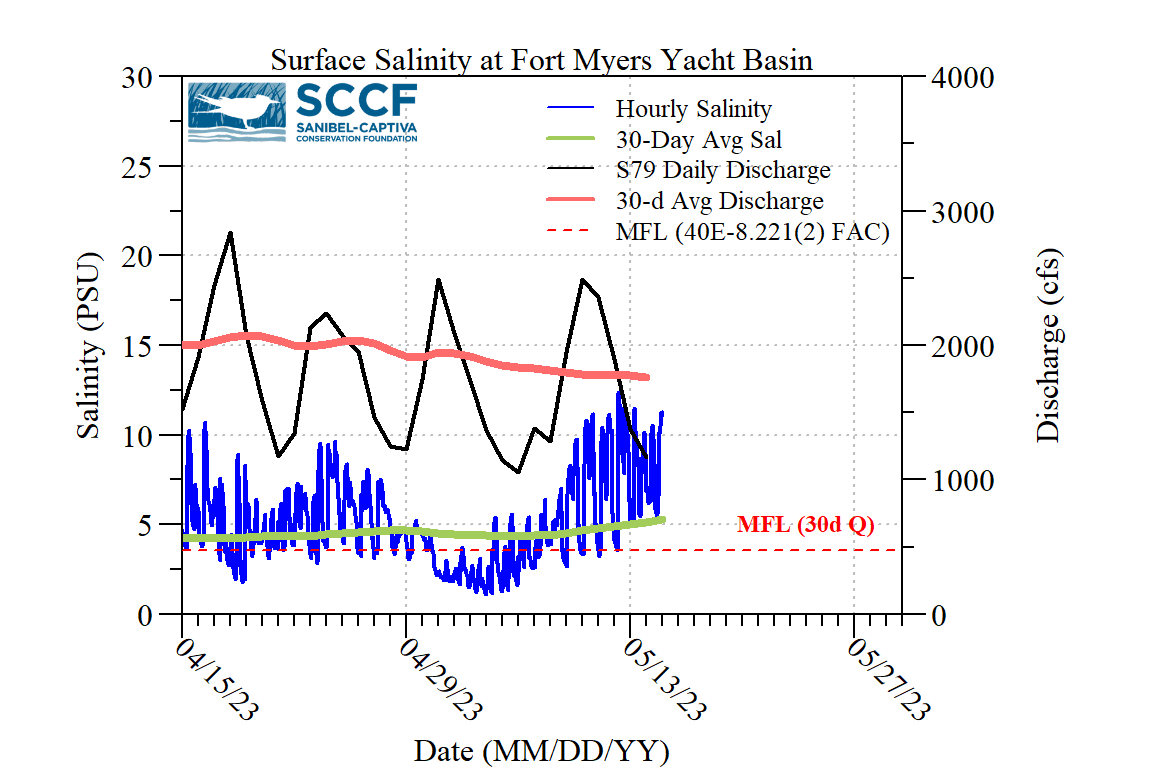 Surface Salinity at Fort Myers Yacht Basin
SCCF
SANIBEL-CAPTIVA
CONSERVATION FOUNDATION
Hourly Salinity
30-Day Avg Sal
S79 Daily Discharge
30-d Avg Discharge
MFL (40E-8.221(2) FAC)
30
25
20
15
10
5
0
Salinity (PSU)
4000
3000
2000
1000
0
Discharge (cfs)
MFL (30d Q)
04/15/23
04/29/23
05/13/23
05/27/23
Date (MM/DD/YY)